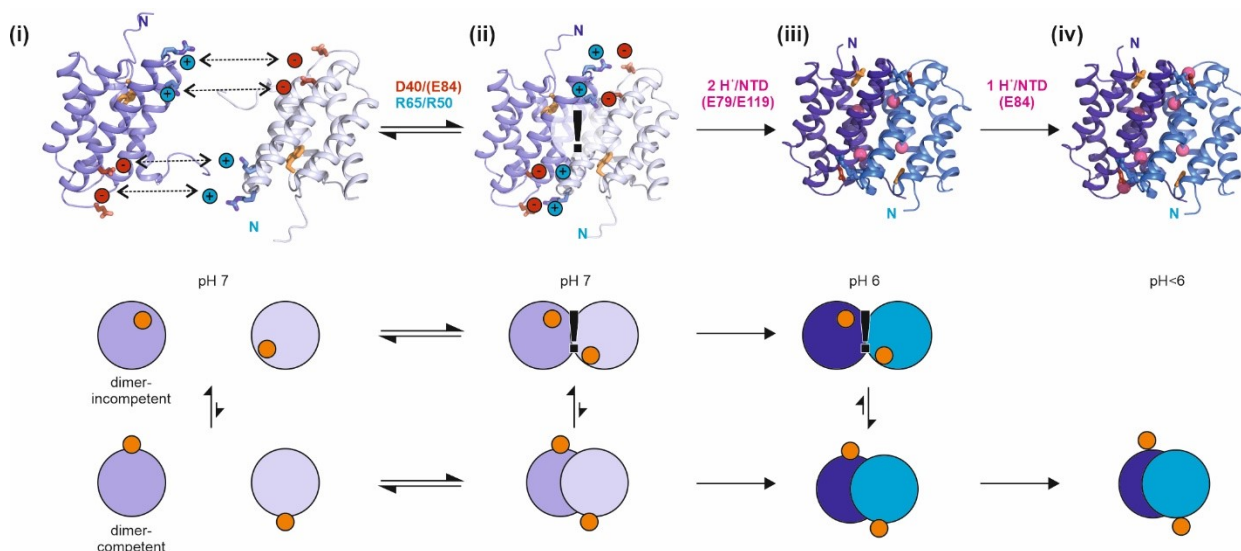 (i)
N
+
-
+
-
-
+
-
+
N
D40/(E84)
R65/R50
(ii)
N
+
-
+
-
!
-
+
-
+
2 H+/NTD
(E79/E119)
(iii)
N
N
1 H+/NTD
(E84)
(iv)
pH 7
pH 7
pH 6
pH<6
!
!
dimer-
incompetent
dimer-
competent